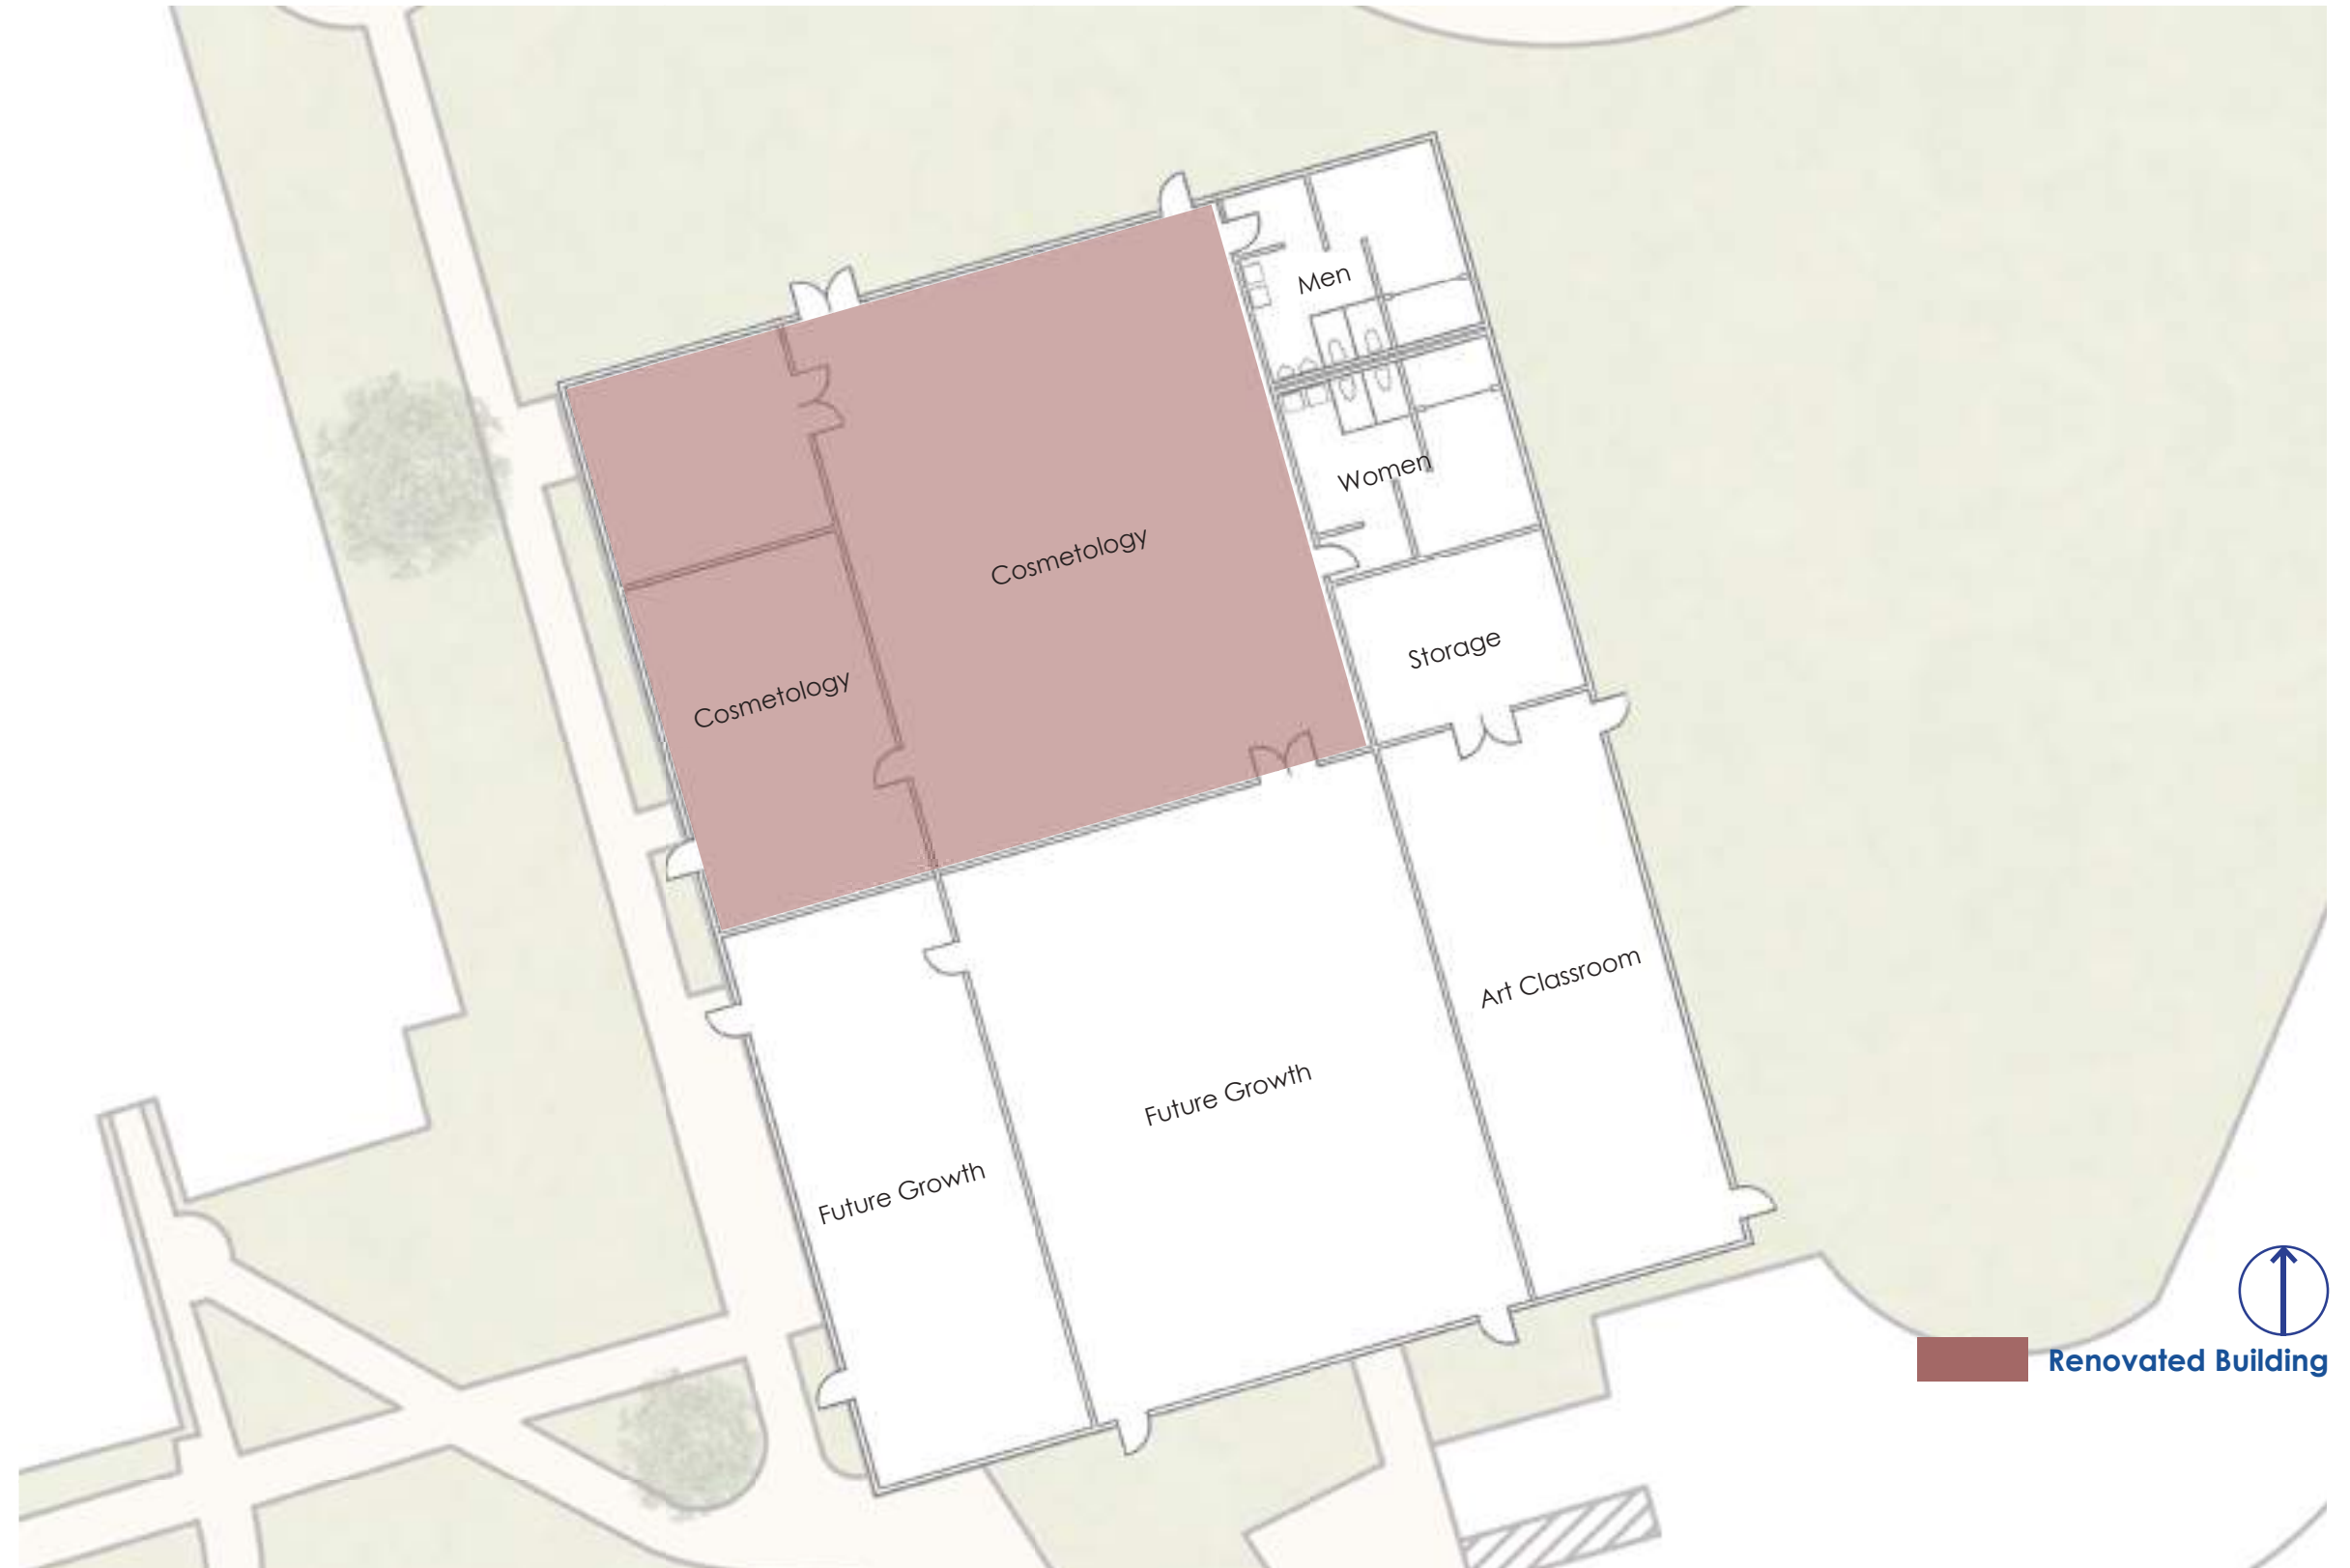 Men
Women
Cosmetology
Storage
Cosmetology
Art Classroom
Future Growth
Future Growth
Renovated Building